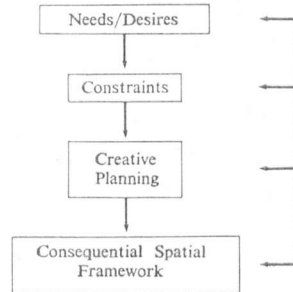 Needs/Desires
Constraints
Creative
Planning
Consequential Spatial
Framework